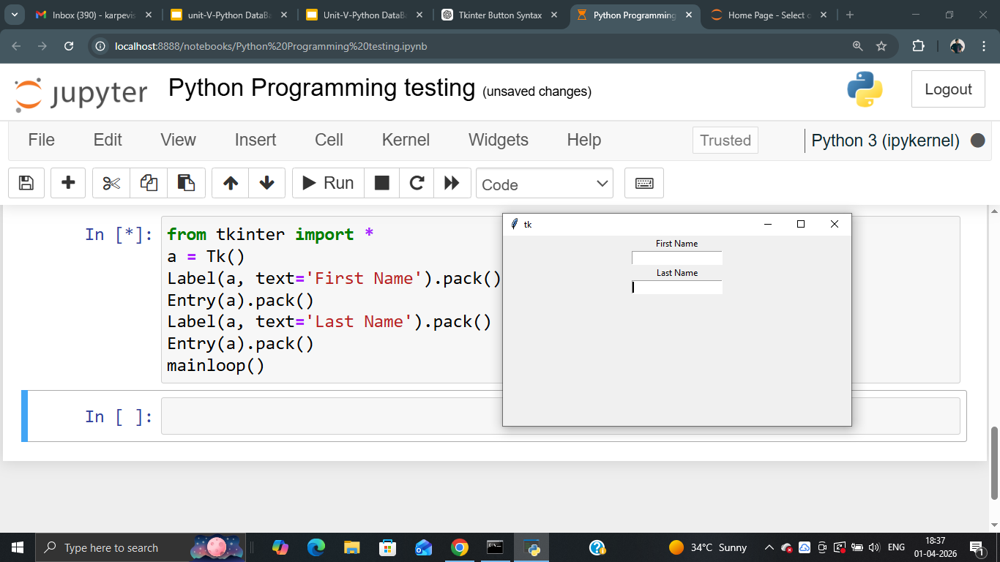 Inbox (390) - karpevis
unit-V-Python DataBa
Unit-V-Python DataBa
Tkinter Button Syntax
Python Programming
Home Page - Select o
localhost:8888/notebooks/Python%20Programming%20testing.ipynb
jupyter
Python Programming testing (unsaved changes)
Logout
File Edit View Insert Cell Kernel Widgets Help
Trusted
Python 3 (ipykernel)
Run
Code
In [*]:
from tkinter import *
a = Tk()
Label(a, text='First Name').pack()
Entry(a).pack()
Label(a, text='Last Name').pack()
Entry(a).pack()
mainloop()
tk
First Name
Last Name
In [ ]:
Type here to search
34°C Sunny
ENG
18:37
01-04-2026
1